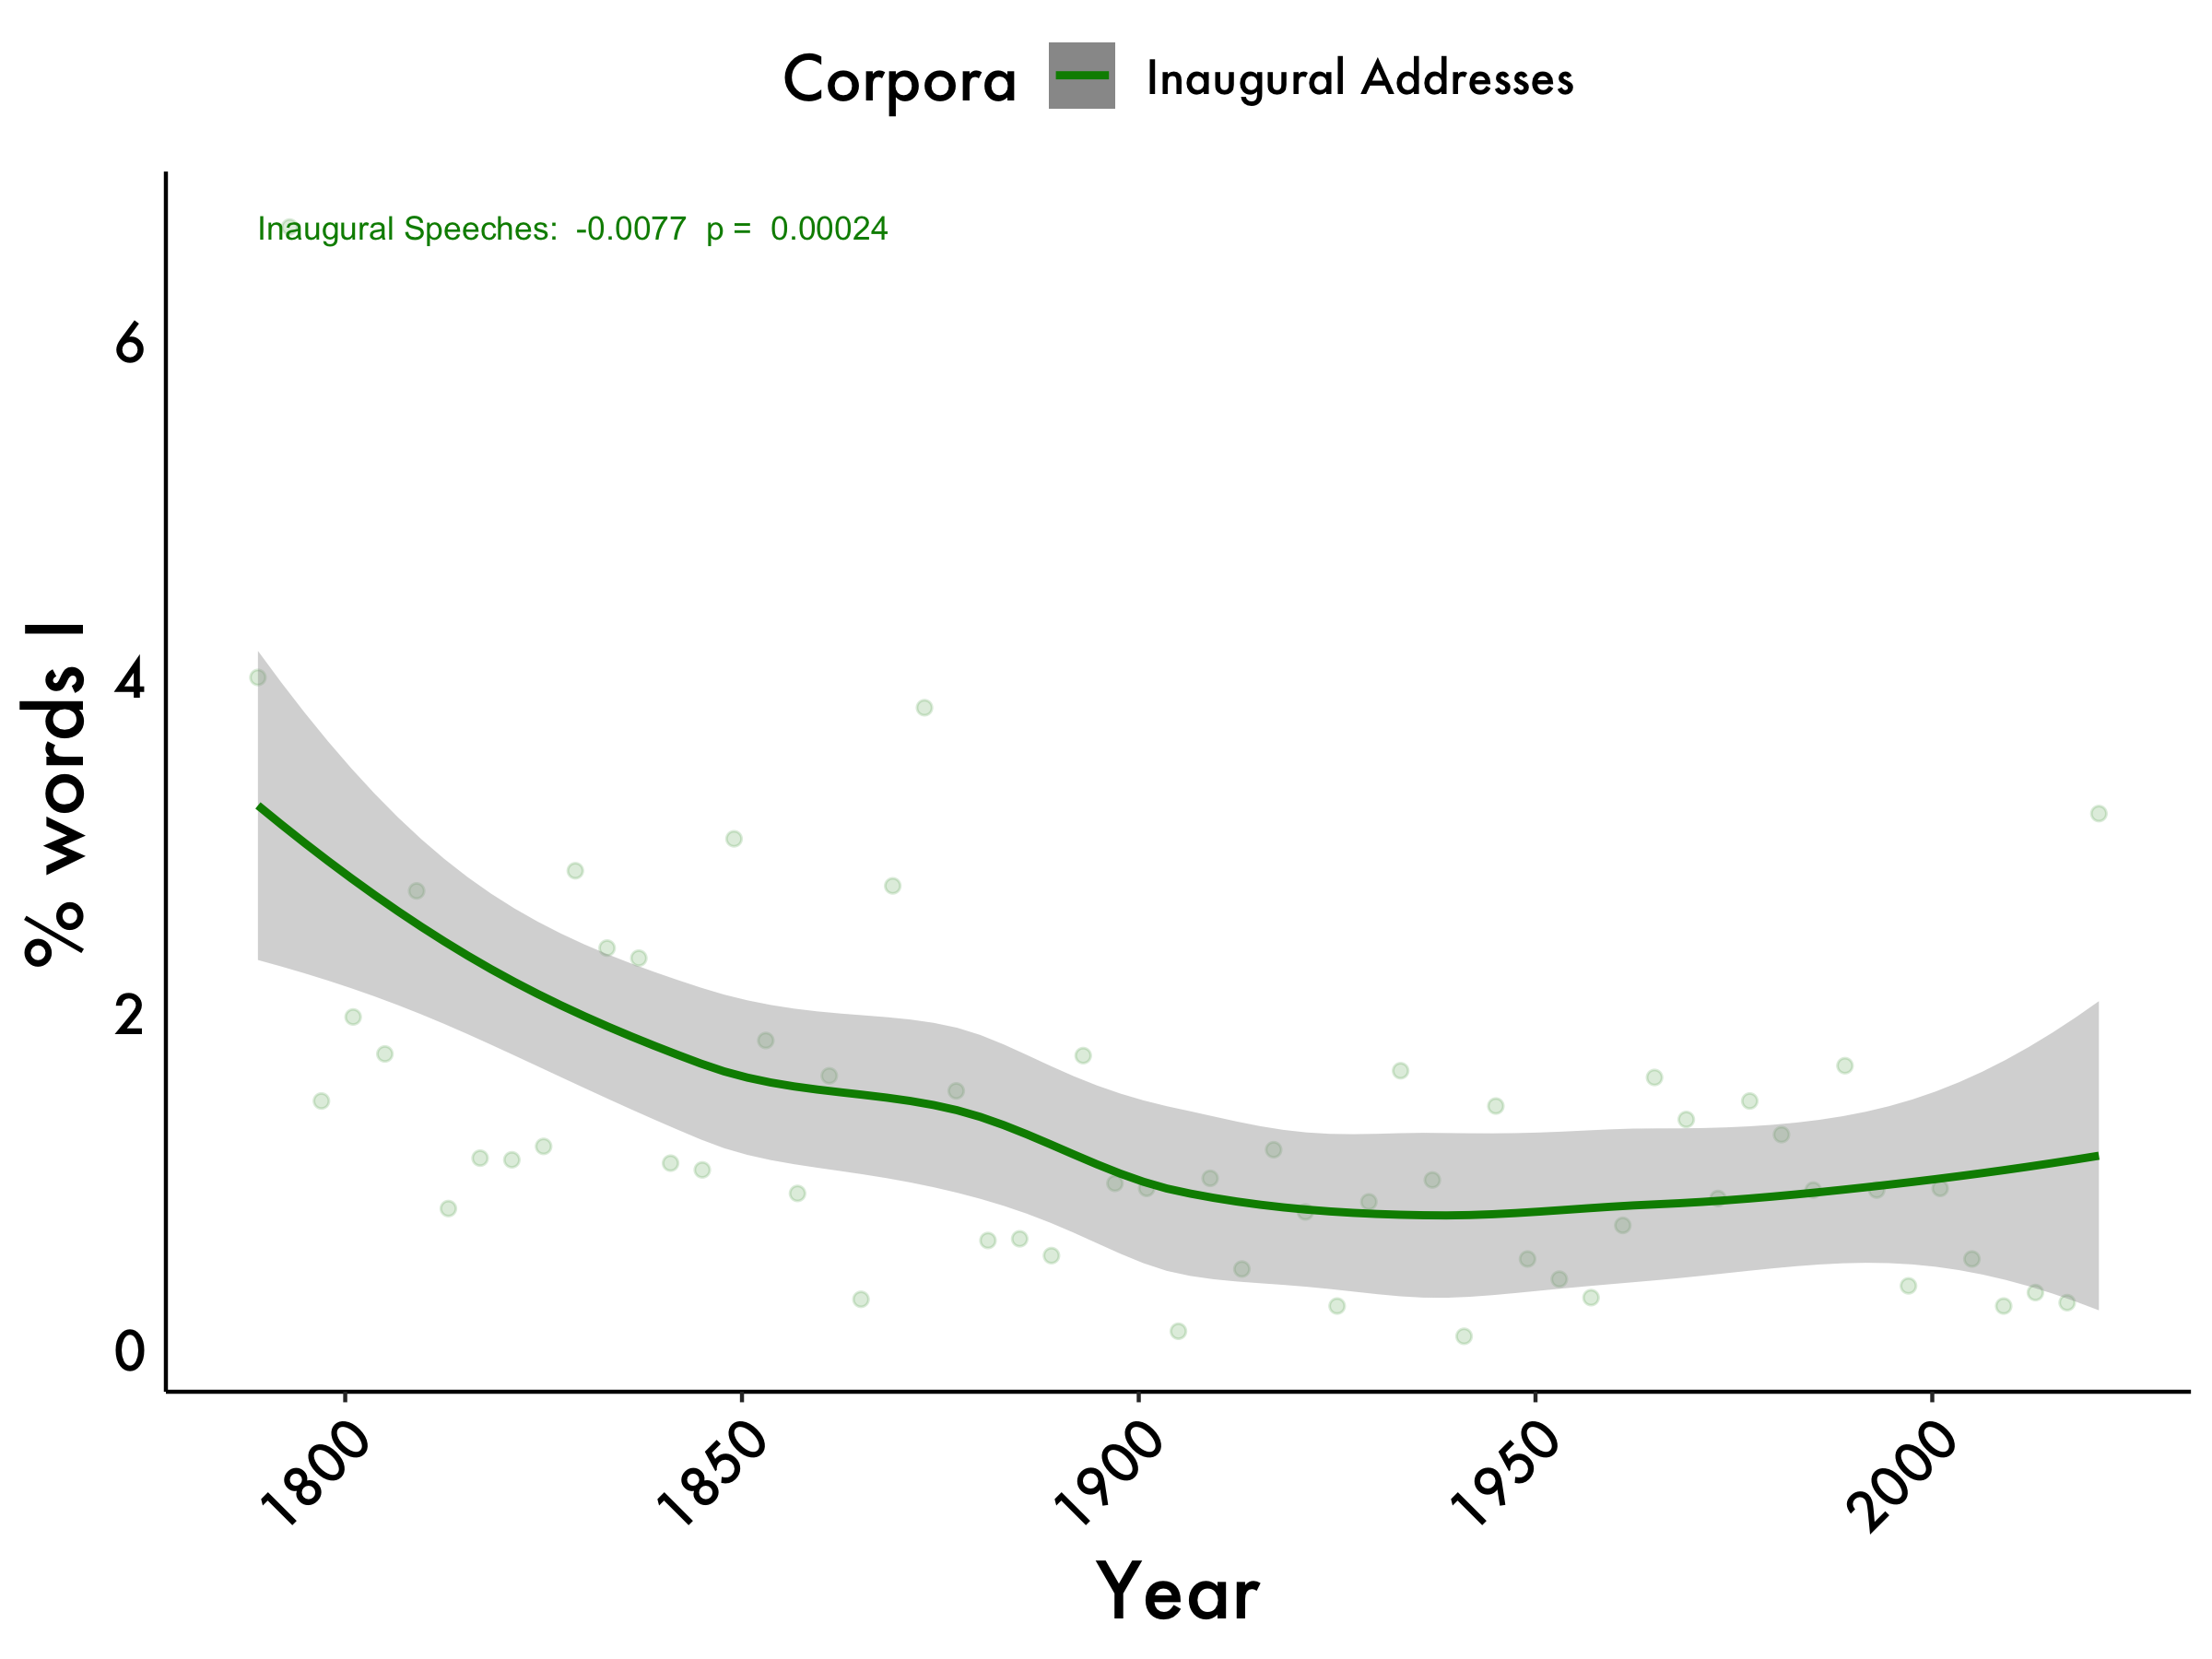 Corpora Inaugural Addresses
Inaugural Speeches: -0.0077 p = 0.00024
% words I
6
4
2
0
1800 1850 1900 1950 2000
Year